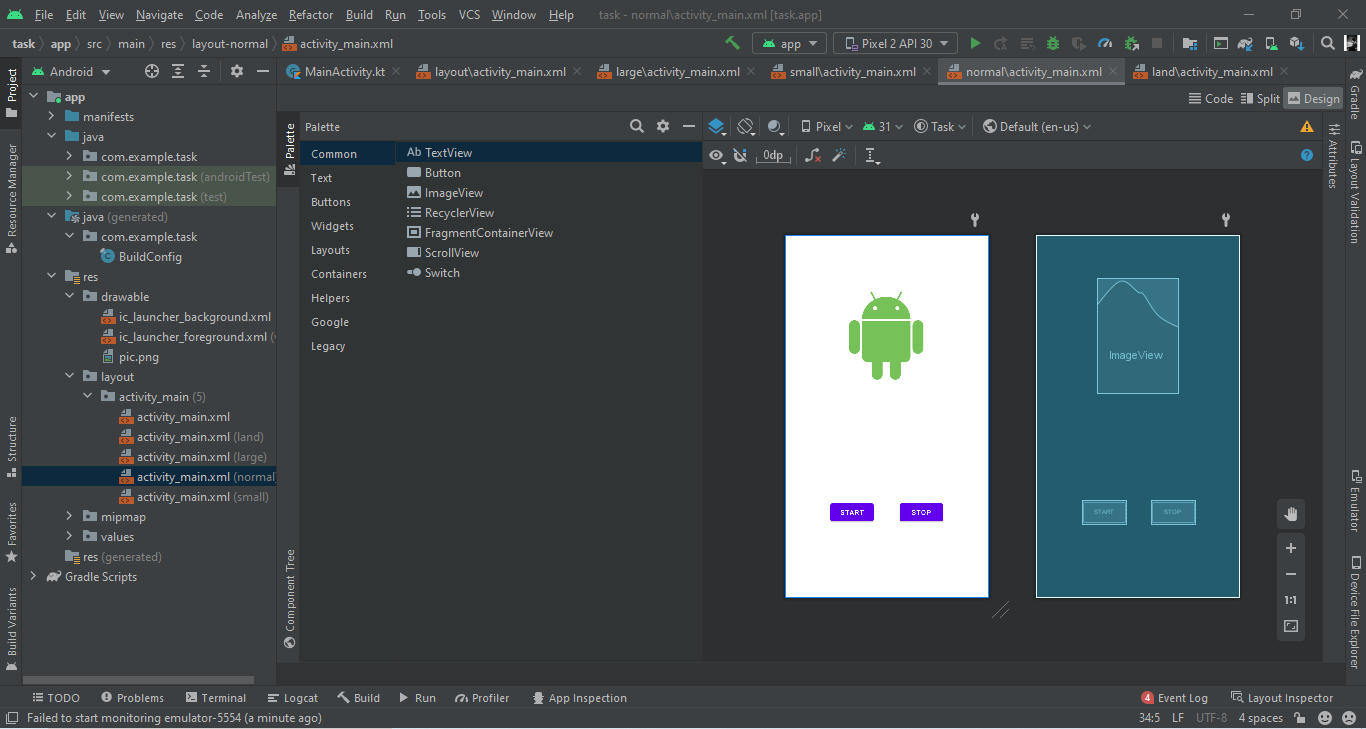 File Edit View Navigate Code Analyze Refactor Build Run Tools VCS Window Help task - normal\activity_main.xml [task.app]
task app src main res layout-normal activity_main.xml app Pixel 2 API 30
Android MainActivity.kt layout\activity_main.xml large\activity_main.xml small\activity_main.xml normal\activity_main.xml land\activity_main.xml
Code Split Design
Project
Resource Manager
Structure
Favorites
Build Variants
app
manifests
java
com.example.task
com.example.task (androidTest)
com.example.task (test)
java (generated)
com.example.task
BuildConfig
res
drawable
ic_launcher_background.xml
ic_launcher_foreground.xml (
pic.png
layout
activity_main (5)
activity_main.xml
activity_main.xml (land)
activity_main.xml (large)
activity_main.xml (normal
activity_main.xml (small)
mipmap
values
res (generated)
Gradle Scripts
Palette
Component Tree
Palette
Common
Text
Buttons
Widgets
Layouts
Containers
Helpers
Google
Legacy
Ab TextView
Button
ImageView
RecyclerView
FragmentContainerView
ScrollView
Switch
Pixel 31 Task Default (en-us)
0dp
START STOP
ImageView
START STOP
1:1
Attributes
Gradle
Layout Validation
Emulator
Device File Explorer
TODO Problems Terminal Logcat Build Run Profiler App Inspection 4 Event Log Layout Inspector
Failed to start monitoring emulator-5554 (a minute ago) 34:5 LF UTF-8 4 spaces